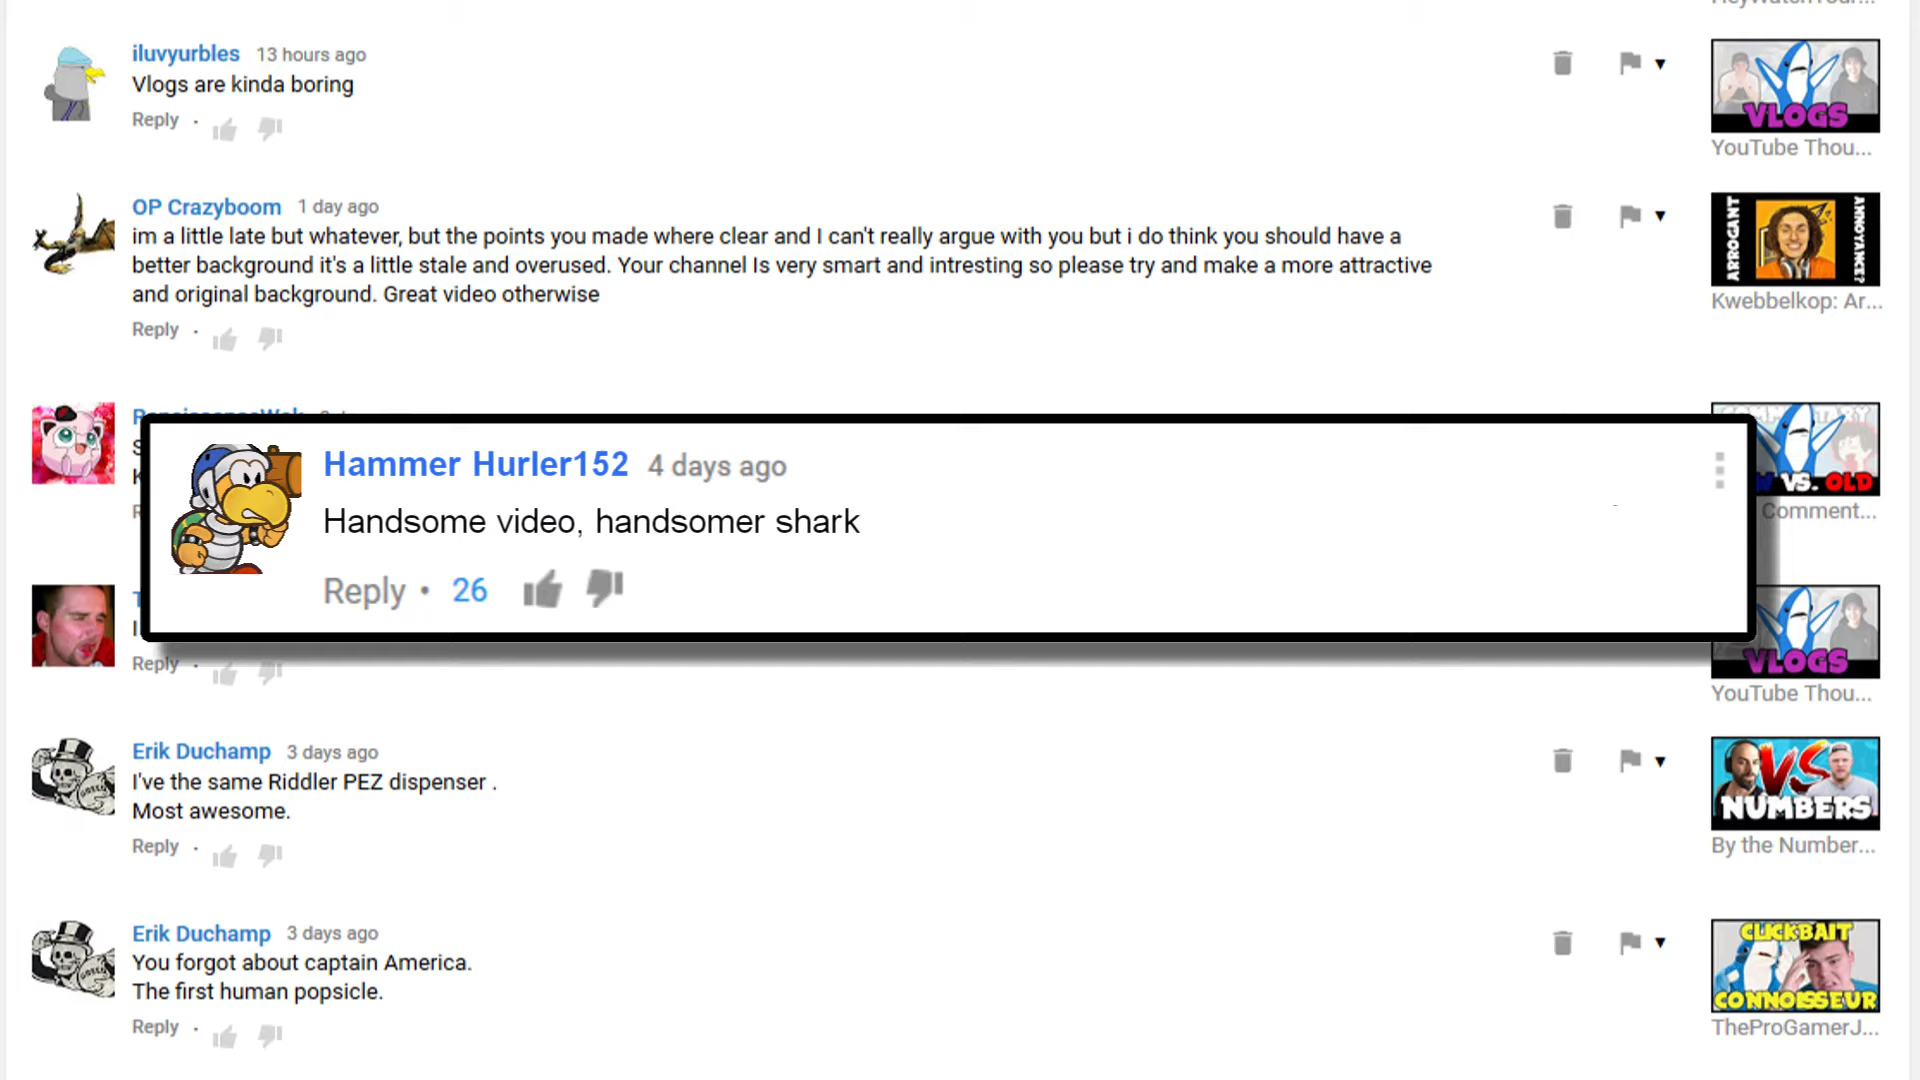 iluvyurbles 13 hours ago
Vlogs are kinda boring
Reply
VLOGS
YouTube Thou...
OP Crazyboom 1 day ago
im a little late but whatever, but the points you made where clear and I can't really argue with you but i do think you should have a
better background it's a little stale and overused. Your channel Is very smart and intresting so please try and make a more attractive
and original background. Great video otherwise
Reply
ARROGANT
ANNOYANCE?
Kwebbelkop: Ar...
Hammer Hurler152 4 days ago
Handsome video, handsomer shark
Reply • 26
VS. OLD
Comment...
Reply
VLOGS
YouTube Thou...
Erik Duchamp 3 days ago
I've the same Riddler PEZ dispenser .
Most awesome.
Reply
VS
NUMBERS
By the Number...
Erik Duchamp 3 days ago
You forgot about captain America.
The first human popsicle.
Reply
CLICKBAIT
CONNOISSEUR
TheProGamerJ...